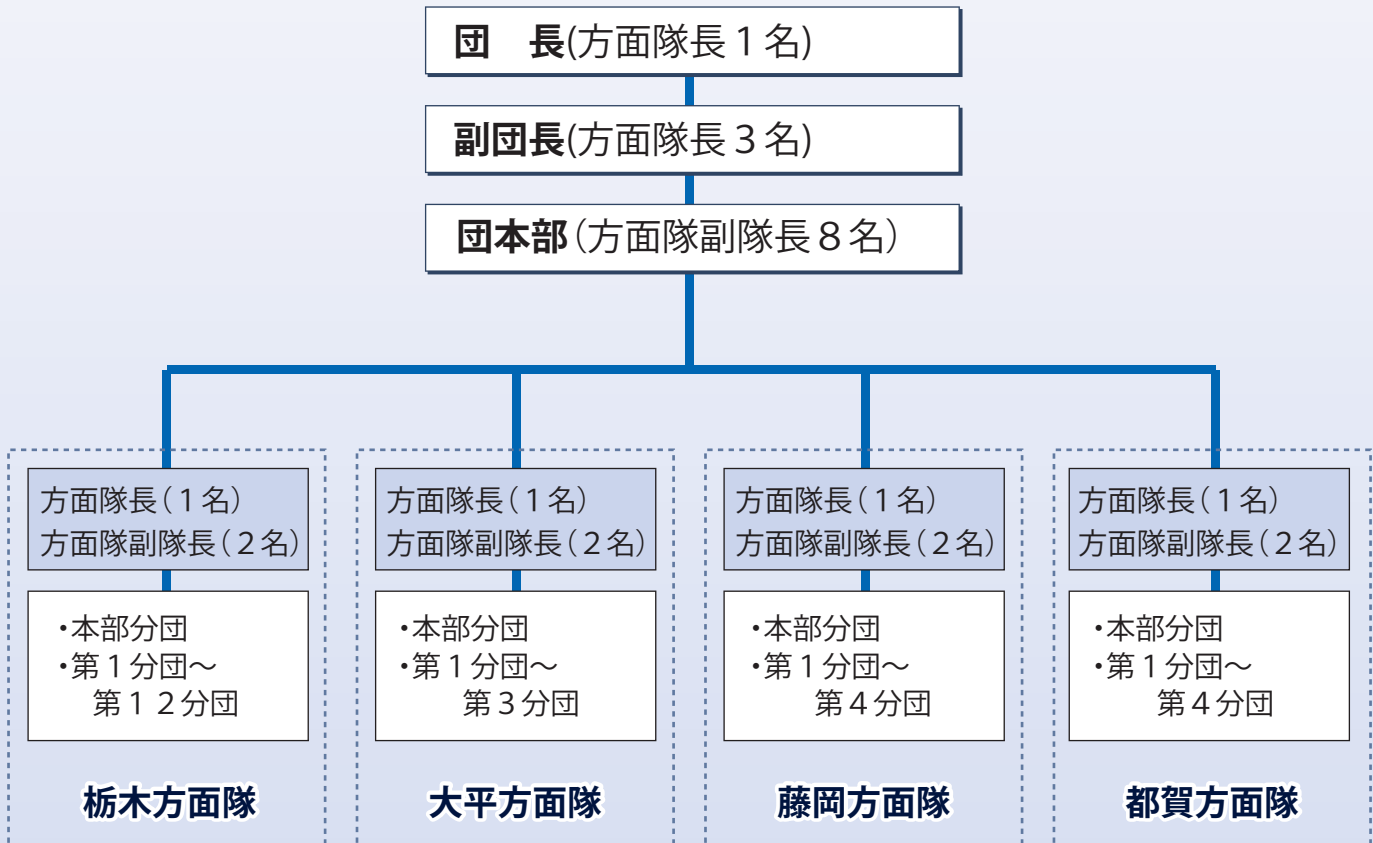 団　長(方面隊長１名)
副団長(方面隊長３名)
団本部（方面隊副隊長８名）
方面隊長（１名）
方面隊副隊長（２名）
・本部分団
・第１分団～
第１２分団
栃木方面隊
方面隊長（１名）
方面隊副隊長（２名）
・本部分団
・第１分団～
第３分団
大平方面隊
方面隊長（１名）
方面隊副隊長（２名）
・本部分団
・第１分団～
第４分団
藤岡方面隊
方面隊長（１名）
方面隊副隊長（２名）
・本部分団
・第１分団～
第４分団
都賀方面隊